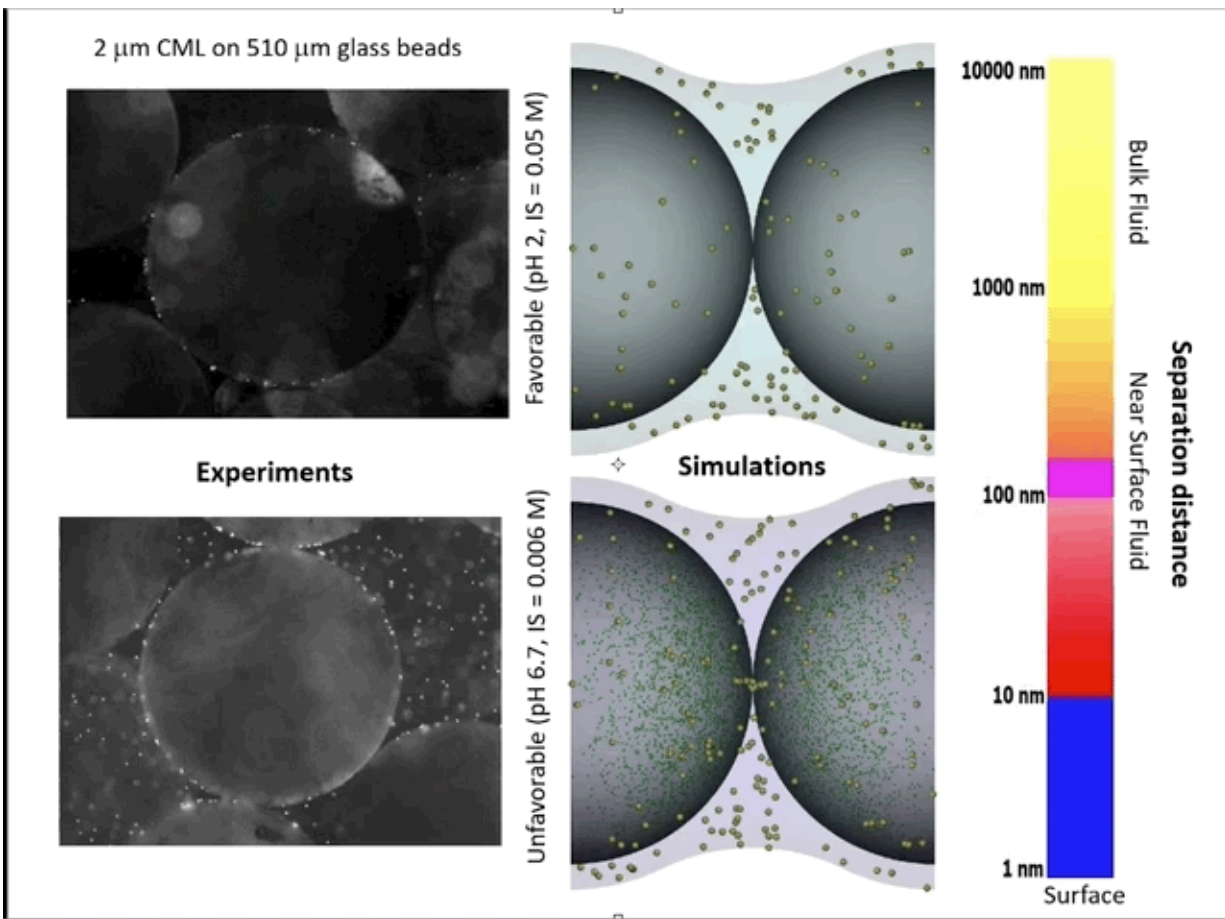 2 μm CML on 510 μm glass beads
Favorable (pH 2, IS = 0.05 M)
Experiments
Simulations
Unfavorable (pH 6.7, IS = 0.006 M)
10000 nm
1000 nm
100 nm
10 nm
1 nm
Surface
Bulk Fluid
Near Surface Fluid
Separation distance